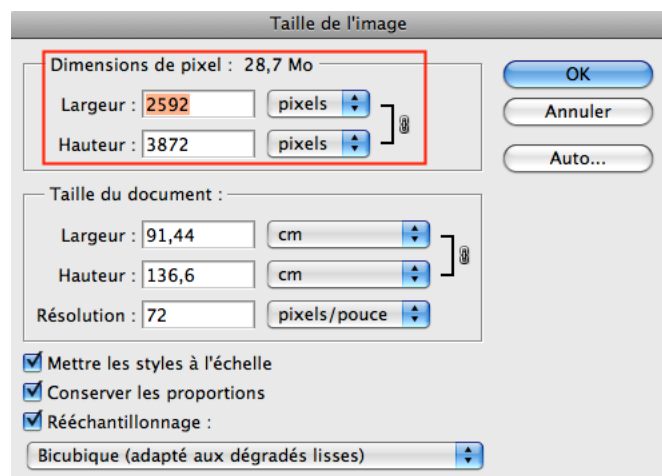 Taille de l'image
Dimensions de pixel : 28,7 Mo
Largeur : 2592 pixels
Hauteur : 3872 pixels
OK
Annuler
Auto...
Taille du document :
Largeur : 91,44 cm
Hauteur : 136,6 cm
Résolution : 72 pixels/pouce
Mettre les styles à l'échelle
Conserver les proportions
Rééchantillonnage :
Bicubique (adapté aux dégradés lisses)